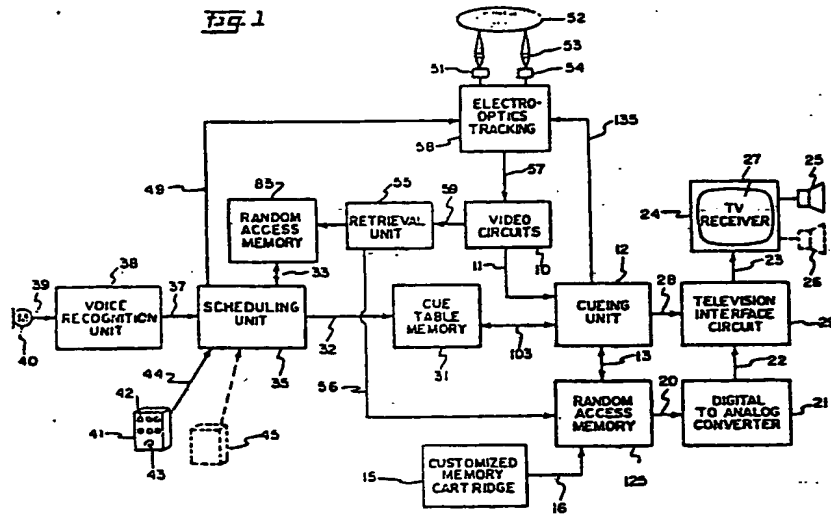 Fig. 1
52
53
51
54
ELECTRO-
OPTICS
TRACKING
58
135
57
49
85
RANDOM
ACCESS
MEMORY
55
RETRIEVAL
UNIT
59
VIDEO
CIRCUITS
10
27
25
24
TV
RECEIVER
26
33
11
12
23
38
39
40
VOICE
RECOGNITION
UNIT
37
SCHEDULING
UNIT
35
32
CUE
TABLE
MEMORY
31
103
CUEING
UNIT
28
TELEVISION
INTERFACE
CIRCUIT
44
42
41
43
45
56
13
22
RANDOM
ACCESS
MEMORY
125
20
DIGITAL
TO ANALOG
CONVERTER
21
15
CUSTOMIZED
MEMORY
CARTRIDGE
16